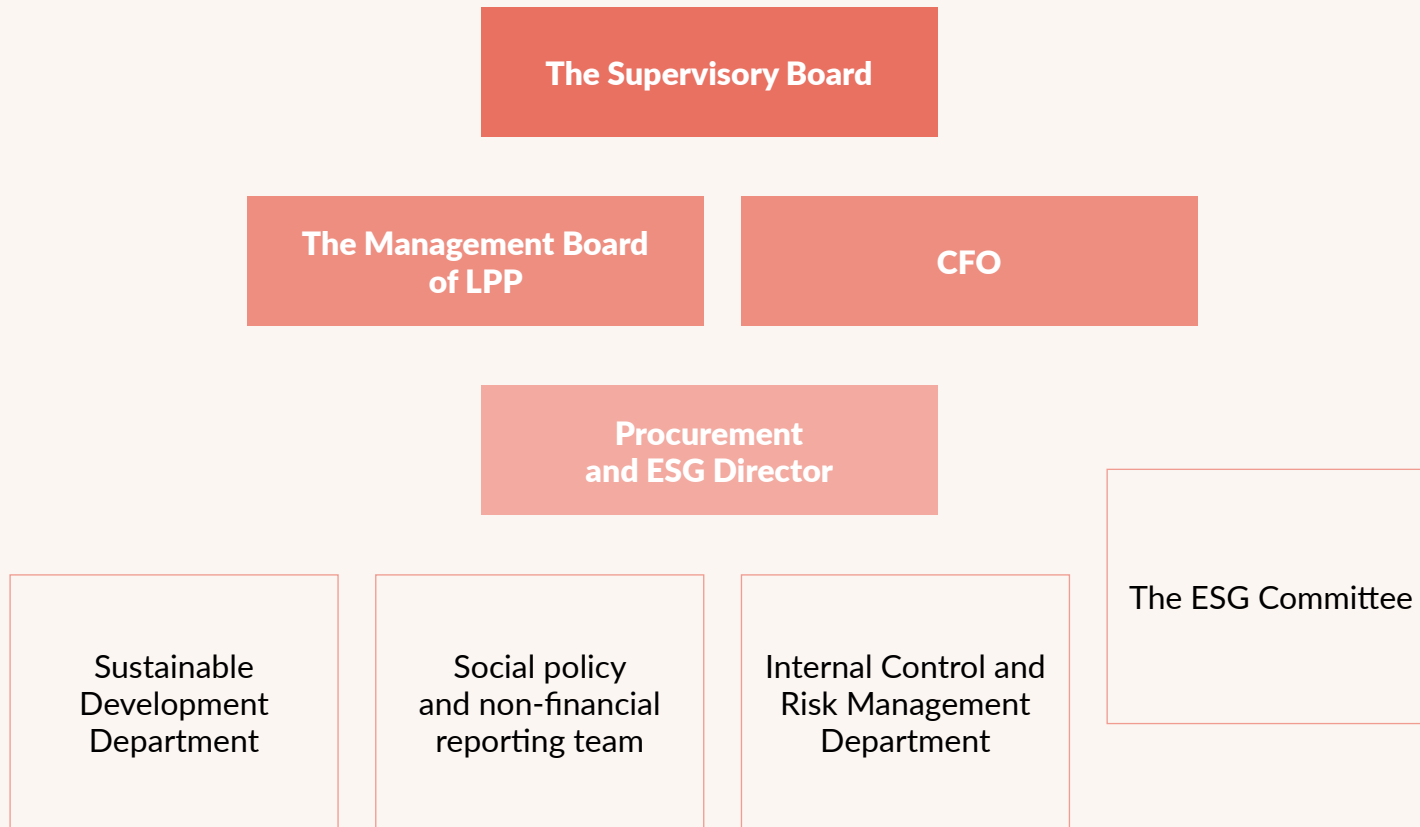 The Supervisory Board
The Management Board
of LPP
CFO
Procurement
and ESG Director
The ESG Committee
Sustainable
Development
Department
Social policy
and non-financial
reporting team
Internal Control and
Risk Management
Department